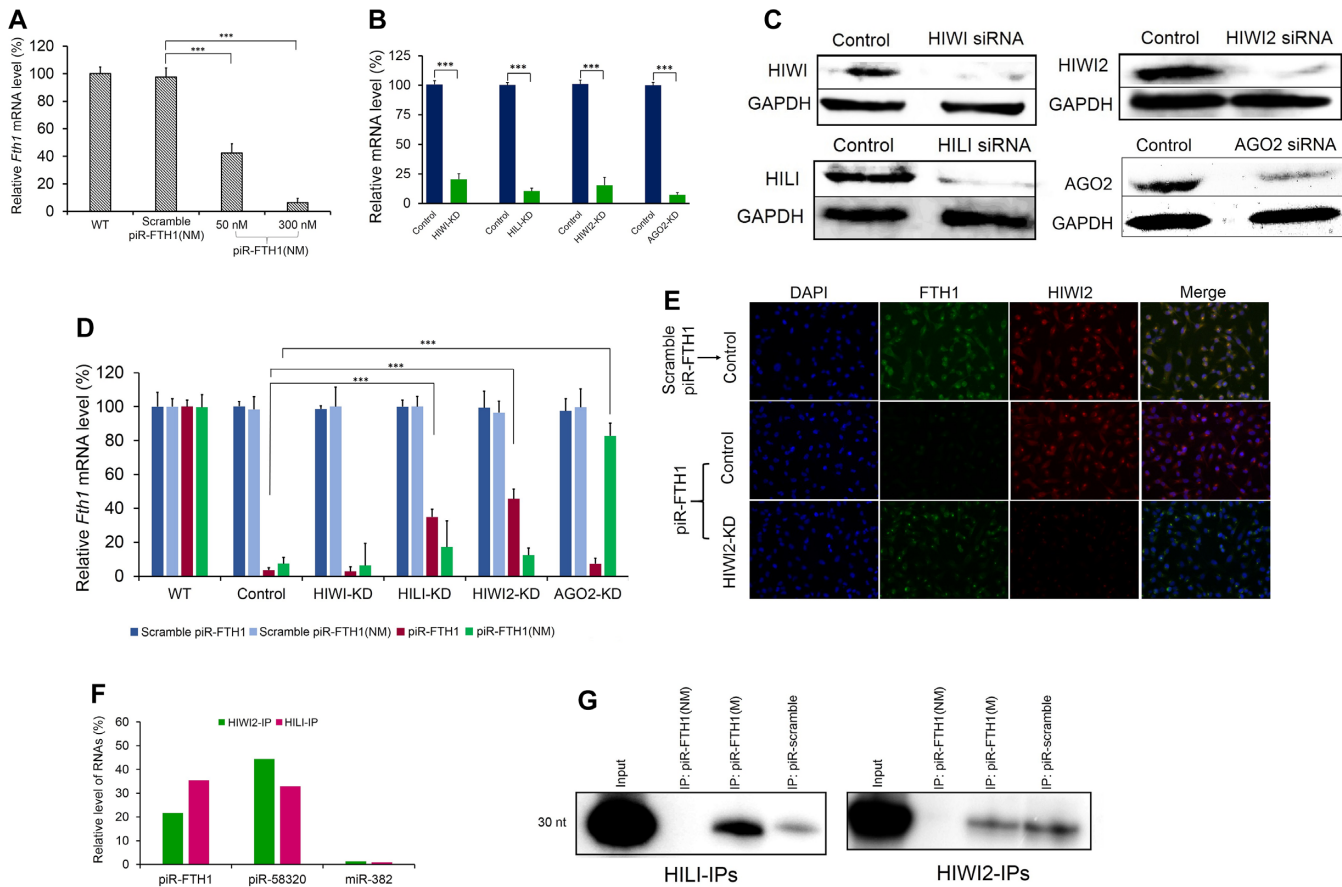 A
Relative Fth1 mRNA level (%)
120
100
80
60
40
20
0
***
***
WT
Scramble
piR-FTH1(NM)
50 nM
300 nM
piR-FTH1(NM)
B
Relative mRNA level (%)
125
100
75
50
25
0
***
***
***
***
Control
HIWI-KD
Control
HILI-KD
Control
HIWI2-KD
Control
AGO2-KD
C
Control
HIWI siRNA
HIWI
GAPDH
Control
HIWI2 siRNA
HIWI2
GAPDH
Control
HILI siRNA
HILI
GAPDH
Control
AGO2 siRNA
AGO2
GAPDH
D
Relative Fth1 mRNA level (%)
120
100
80
60
40
20
0
***
***
***
WT
Control
HIWI-KD
HILI-KD
HIWI2-KD
AGO2-KD
Scramble piR-FTH1
Scramble piR-FTH1(NM)
piR-FTH1
piR-FTH1(NM)
E
DAPI
FTH1
HIWI2
Merge
Scramble
piR-FTH1
Control
piR-FTH1
Control
HIWI2-KD
F
Relative level of RNAs (%)
60
50
40
30
20
10
0
HIWI2-IP
HILI-IP
piR-FTH1
piR-58320
miR-382
G
Input
IP: piR-FTH1(NM)
IP: piR-FTH1(M)
IP: piR-scramble
30 nt
HILI-IPs
Input
IP: piR-FTH1(NM)
IP: piR-FTH1(M)
IP: piR-scramble
HIWI2-IPs